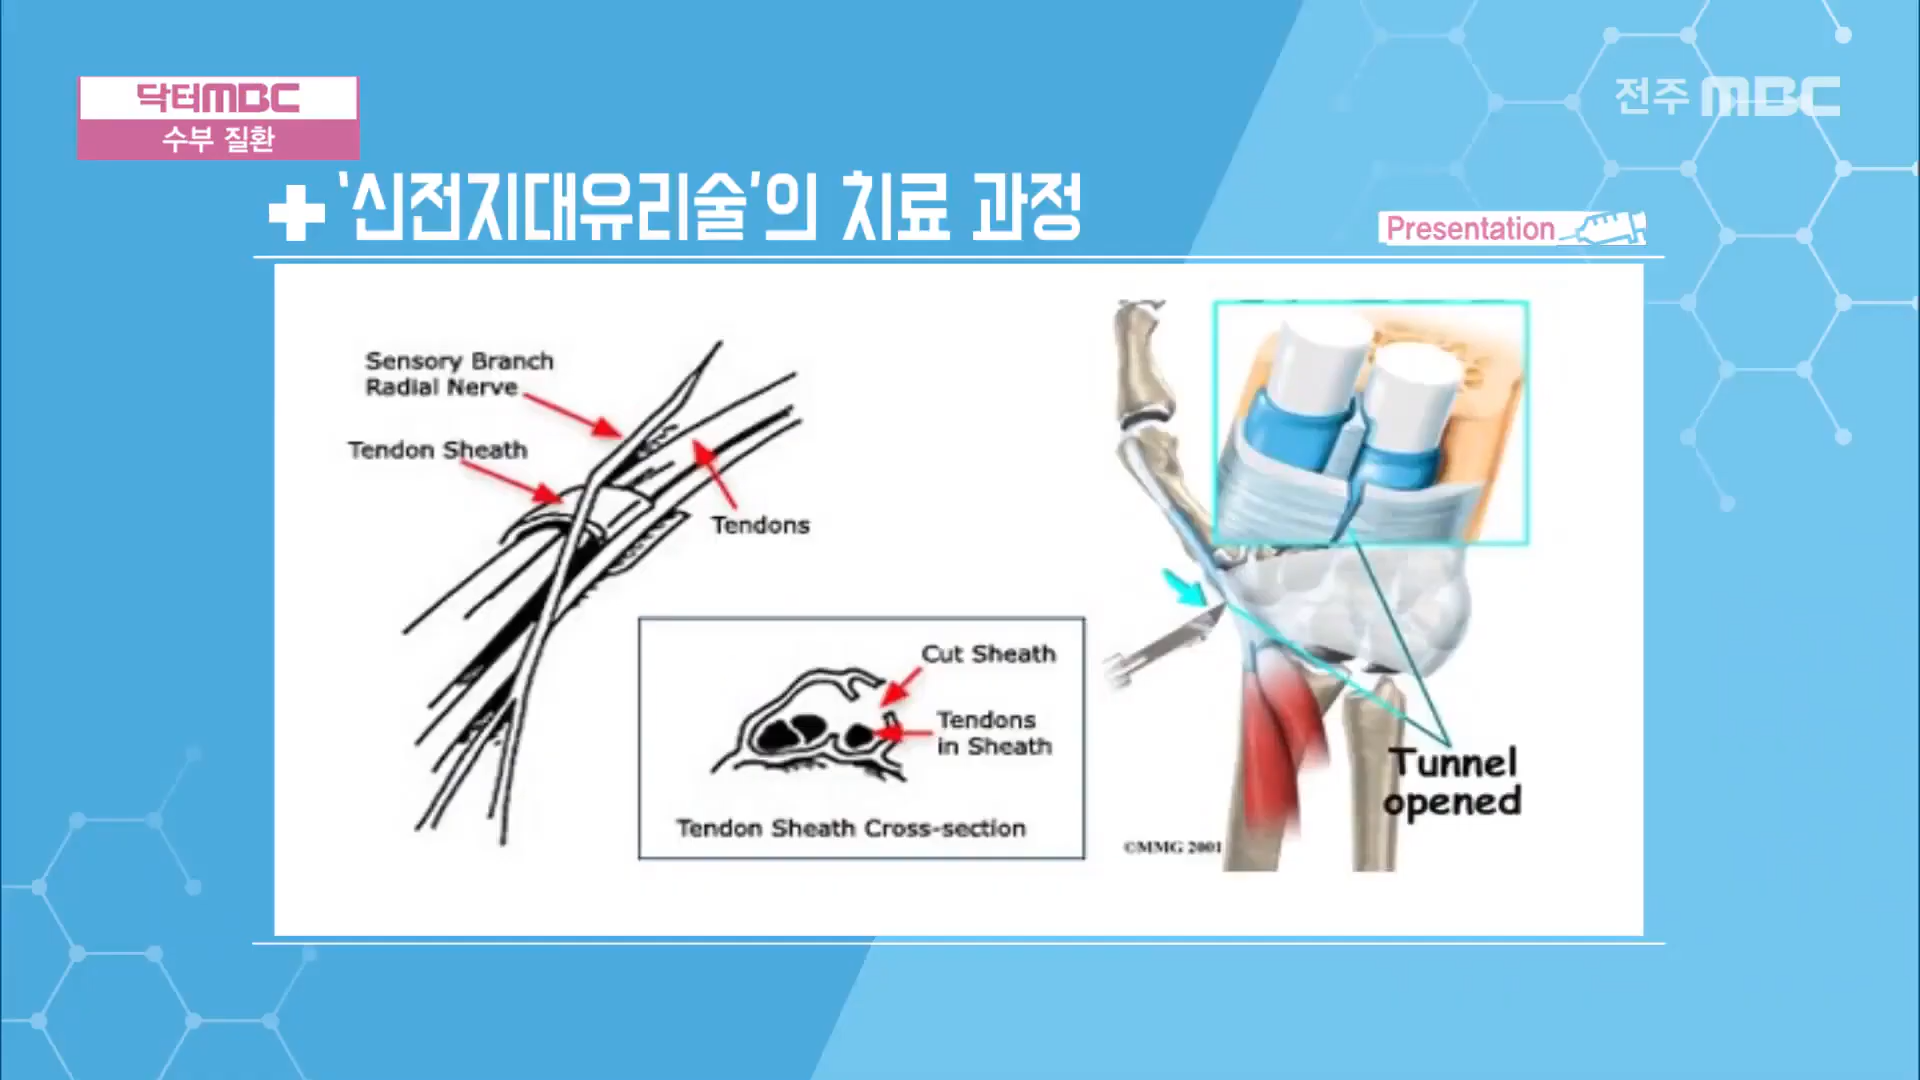 닥터MBC
수부 질환
전주 MBC
'신전지대유리술'의 치료 과정
Presentation
Sensory Branch
Radial Nerve
Tendon Sheath
Tendons
Cut Sheath
Tendons
in Sheath
Tendon Sheath Cross-section
Tunnel
opened
©MMG 2001